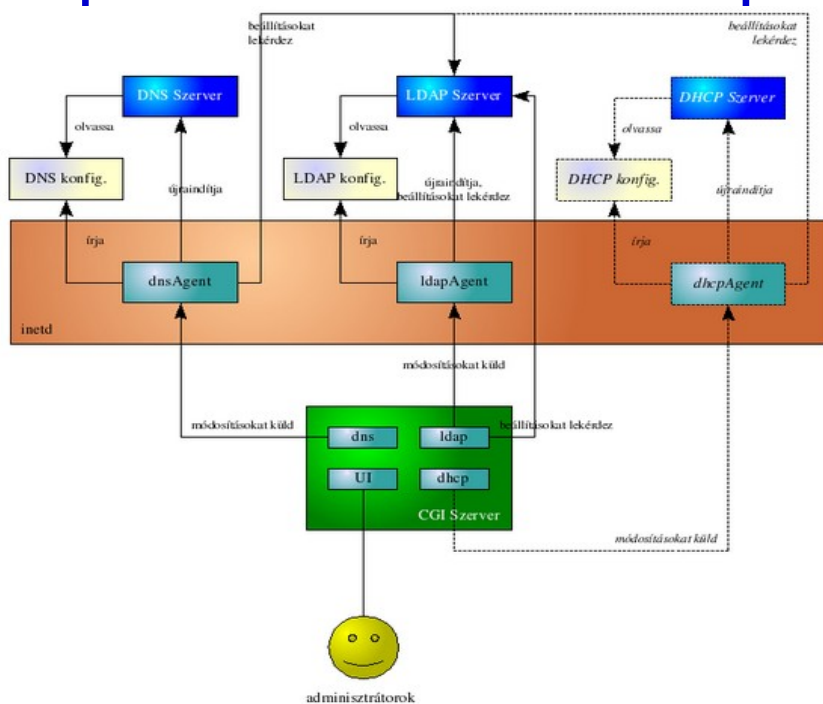 beállításokat
lekérdez
beállításokat
lekérdez
DNS Szerver
LDAP Szerver
DHCP Szerver
olvassa
olvassa
olvassa
DNS konfig.
LDAP konfig.
DHCP konfig.
újraindítja
újraindítja,
beállításokat lekérdez
újraindítja
írja
írja
írja
dnsAgent
ldapAgent
dhcpAgent
inetd
módosításokat küld
módosításokat küld
beállításokat lekérdez
dns
ldap
UI
dhcp
CGI Szerver
módosításokat küld
adminisztrátorok